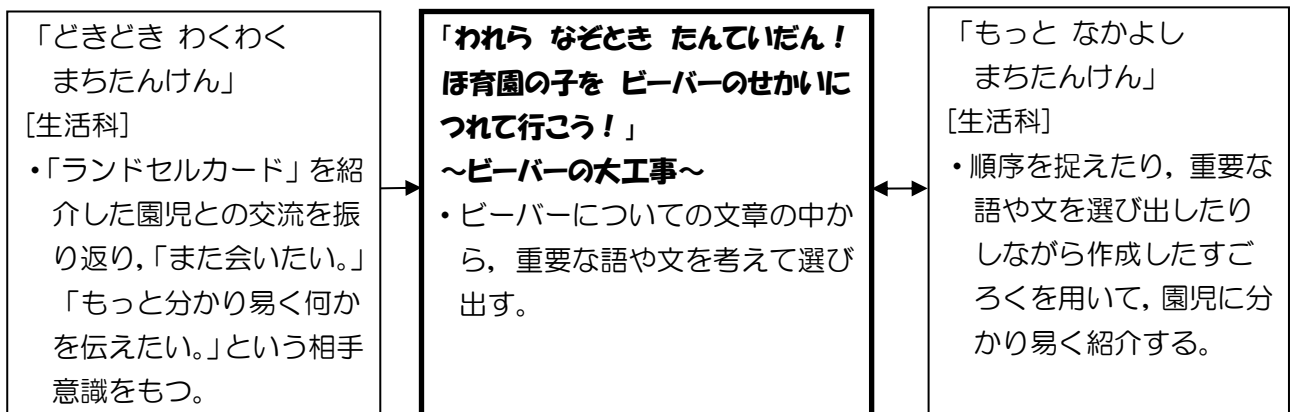 「どきどき わくわく
まちたんけん」
[生活科]
・「ランドセルカード」を紹
介した園児との交流を振
り返り，「また会いたい。」
「もっと分かり易く何か
を伝えたい。」という相手
意識をもつ。
「われら なぞとき たんていだん！
ほ育園の子を ビーバーのせかいに
つれて行こう！」
～ビーバーの大工事～
・ビーバーについての文章の中か
ら，重要な語や文を考えて選び
出す。
「もっと なかよし
まちたんけん」
[生活科]
・順序を捉えたり，重要な
語や文を選び出したり
しながら作成したすご
ろくを用いて，園児に分
かり易く紹介する。